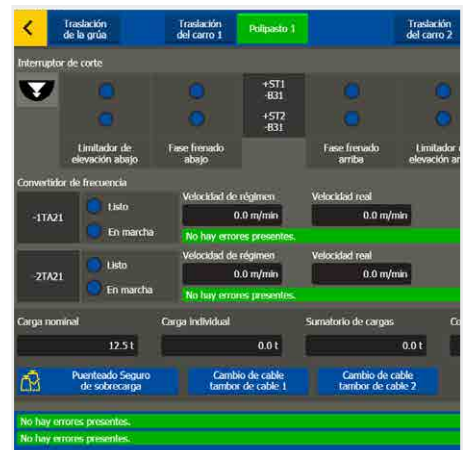 Traslación de la grúa
Traslación del carro 1
Polipasto 1
Traslación del carro 2
Interruptor de corte
+ST1
-B31
+ST2
-B31
Limitador de elevación abajo
Fase frenado abajo
Fase frenado arriba
Limitador
elevación
Convertidor de frecuencia
-1TA21
Listo
En marcha
Velocidad de régimen
Velocidad real
0.0 m/min
0.0 m/min
No hay errores presentes.
-2TA21
Listo
En marcha
Velocidad de régimen
Velocidad real
0.0 m/min
0.0 m/min
No hay errores presentes.
Carga nominal
Carga individual
Sumatorio de cargas
Co
12.5 t
0.0 t
0.0 t
Puenteado Seguro de sobrecarga
Cambio de cable tambor de cable 1
Cambio de cable tambor de cable 2
No hay errores presentes.
No hay errores presentes.